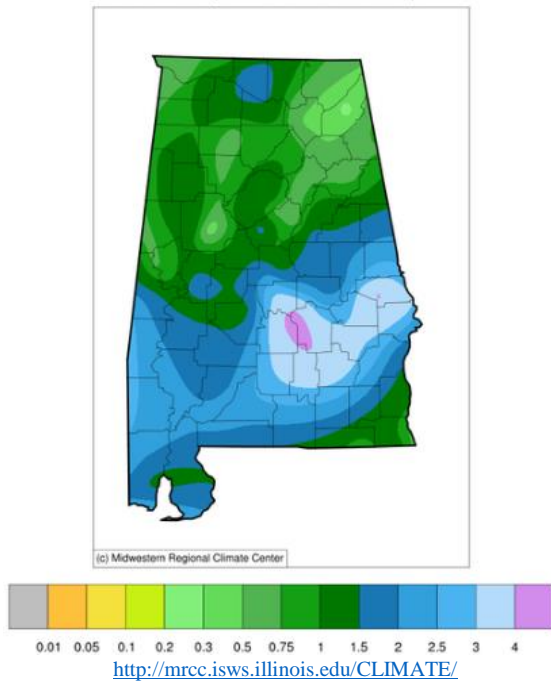 (c) Midwestern Regional Climate Center
0.01 0.05 0.1 0.2 0.3 0.5 0.75 1 1.5 2 2.5 3 4
http://mrcc.isws.illinois.edu/CLIMATE/